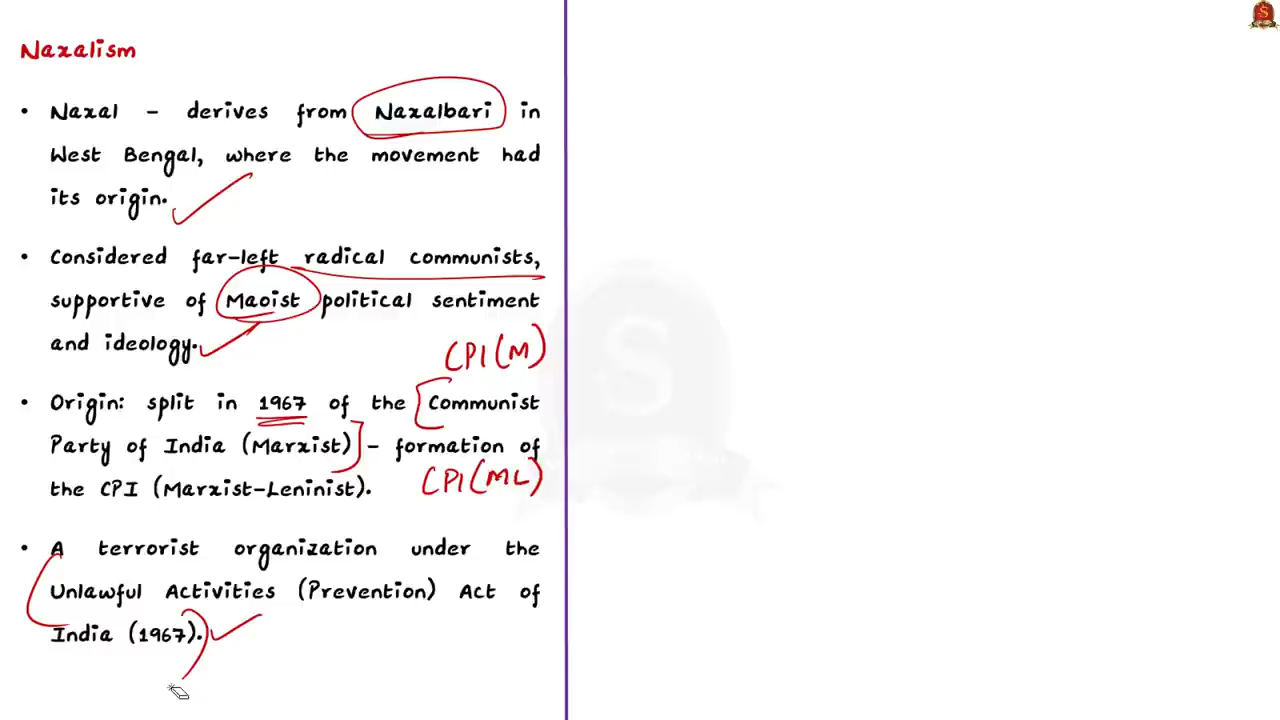 Naxalism
• Naxal - derives from Naxalbari in
West Bengal, where the movement had
its origin.
• Considered far-left radical communists,
supportive of Maoist political sentiment
and ideology.
CPI(M)
• Origin: split in 1967 of the Communist
Party of India (Marxist) - formation of
the CPI (Marxist-Leninist).
CPI(ML)
• A terrorist organization under the
Unlawful Activities (Prevention) Act of
India (1967).
S
S